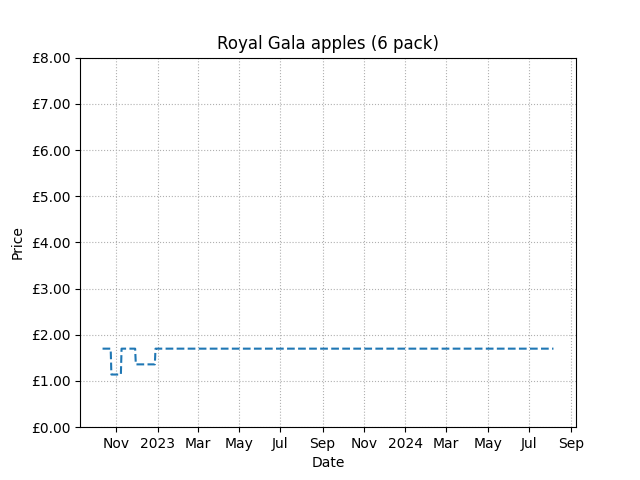 Royal Gala apples (6 pack)
£8.00
£7.00
£6.00
£5.00
£4.00
£3.00
£2.00
£1.00
£0.00
Price
Nov 2023 Mar May Jul Sep Nov 2024 Mar May Jul Sep
Date